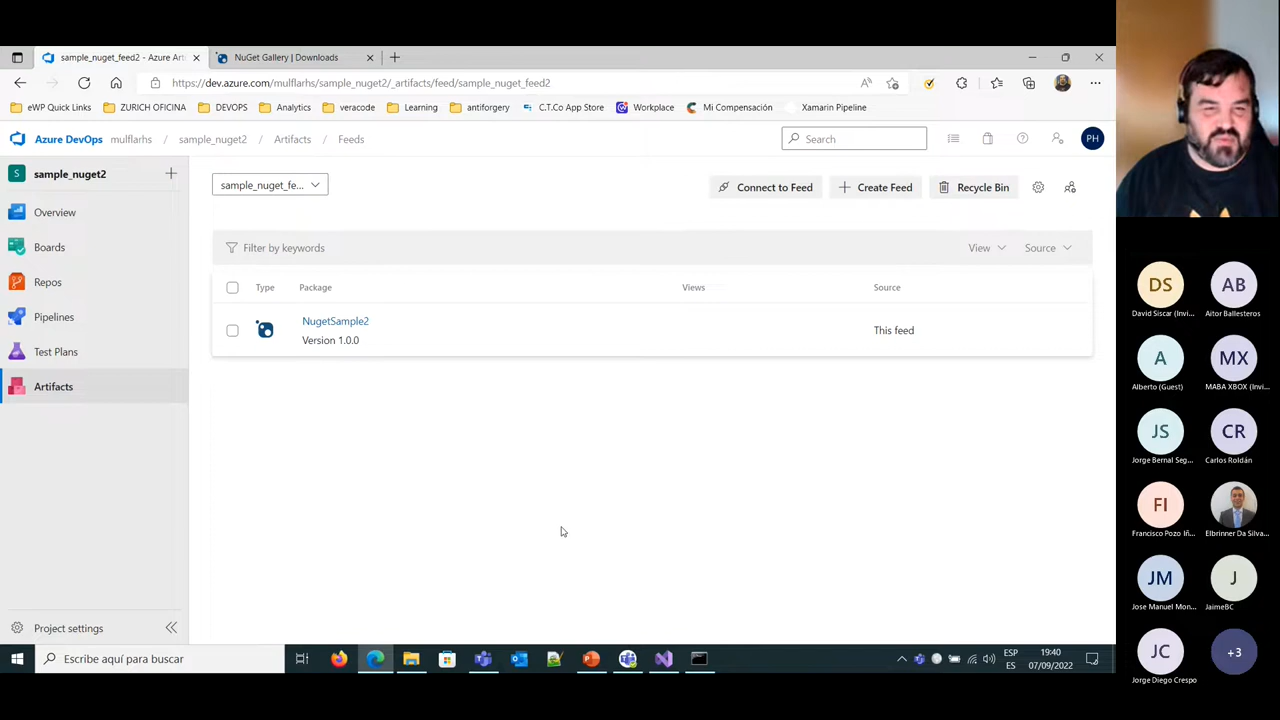 sample_nuget_feed2 - Azure Arti
NuGet Gallery | Downloads
https://dev.azure.com/mulflarhs/sample_nuget2/_artifacts/feed/sample_nuget_feed2
eWP Quick Links
ZURICH OFICINA
DEVOPS
Analytics
veracode
Learning
antiforgery
C.T.Co App Store
Workplace
Mi Compensación
Xamarin Pipeline
Azure DevOps
mulflarhs / sample_nuget2 / Artifacts / Feeds
Search
PH
S
sample_nuget2
Overview
Boards
Repos
Pipelines
Test Plans
Artifacts
Project settings
sample_nuget_fe...
Connect to Feed
Create Feed
Recycle Bin
Filter by keywords
View
Source
Type
Package
Views
Source
NugetSample2
Version 1.0.0
This feed
Escribe aquí para buscar
ESP
ES
19:40
07/09/2022
DS
David Siscar (Invi...
AB
Aitor Ballesteros
A
Alberto (Guest)
MX
MABA XBOX (Invi...
JS
Jorge Bernal Seg...
CR
Carlos Roldán
FI
Francisco Pozo Iñ...
Elbrinner Da Silva...
JM
Jose Manuel Mon...
J
JaimeBC
JC
Jorge Diego Crespo
+3